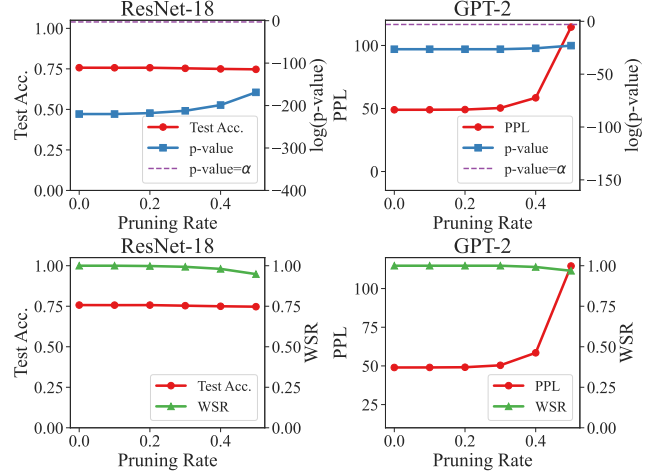 ResNet-18
Test Acc.
1.00
0.75
0.50
0.25
0.00
0
−100
−200
−300
−400
log(p-value)
Test Acc.
p-value
p-value=α
0.0
0.2
0.4
Pruning Rate
GPT-2
PPL
100
50
0
0
−50
−100
−150
log(p-value)
PPL
p-value
p-value=α
0.0
0.2
0.4
Pruning Rate
ResNet-18
Test Acc.
1.00
0.75
0.50
0.25
0.00
1.00
0.75
0.50
0.25
0.00
WSR
Test Acc.
WSR
0.0
0.2
0.4
Pruning Rate
GPT-2
PPL
100
75
50
25
1.00
0.75
0.50
0.25
0.00
WSR
PPL
WSR
0.0
0.2
0.4
Pruning Rate